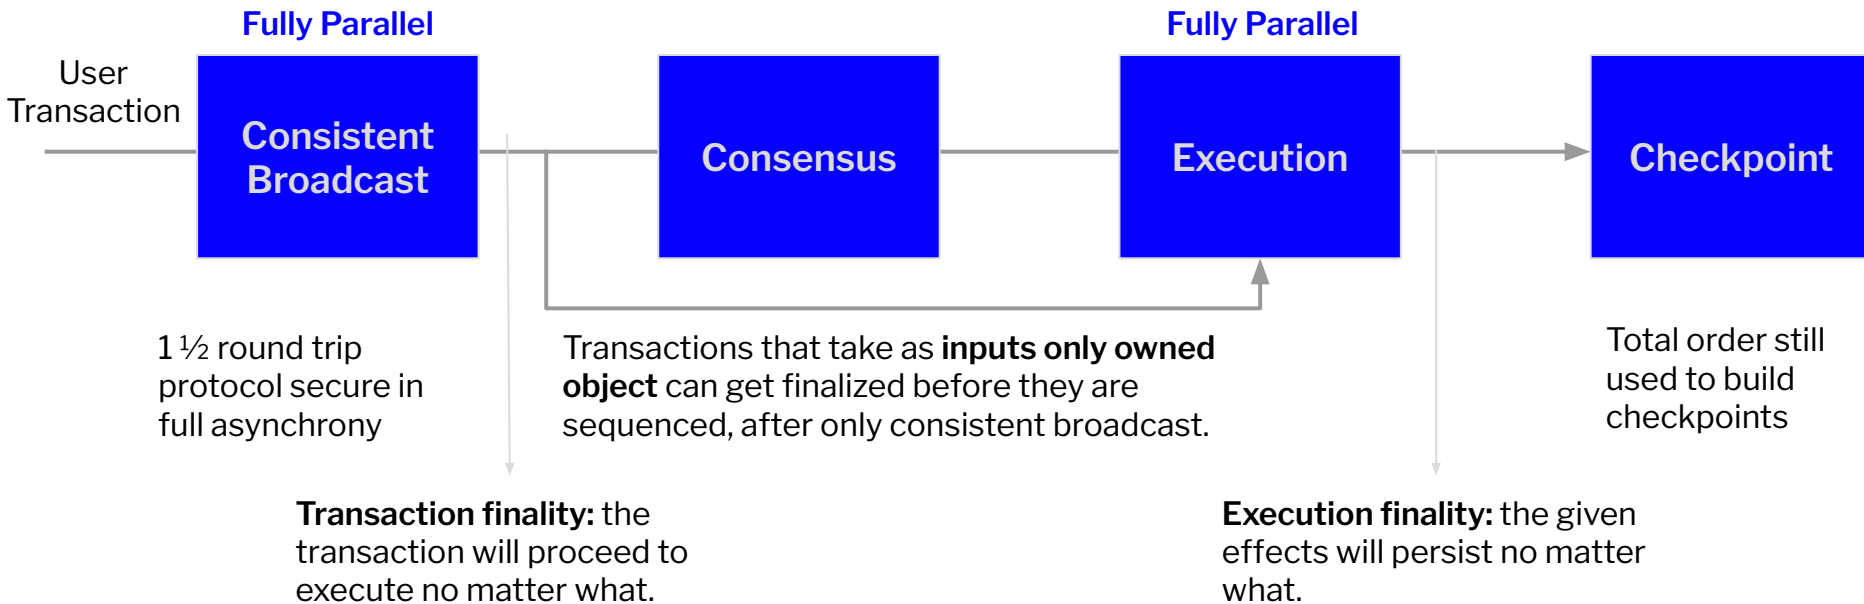 Fully Parallel
Fully Parallel
User
Transaction
Consistent
Broadcast
Consensus
Execution
Checkpoint
1 ½ round trip
protocol secure in
full asynchrony
Transactions that take as inputs only owned
object can get finalized before they are
sequenced, after only consistent broadcast.
Total order still
used to build
checkpoints
Transaction finality: the
transaction will proceed to
execute no matter what.
Execution finality: the given
effects will persist no matter
what.